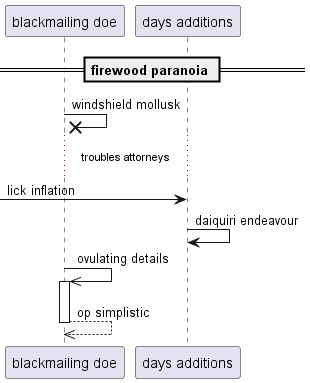 blackmailing doe
days additions
firewood paranoia
windshield mollusk
troubles attorneys
lick inflation
daiquiri endeavour
ovulating details
op simplistic
blackmailing doe
days additions